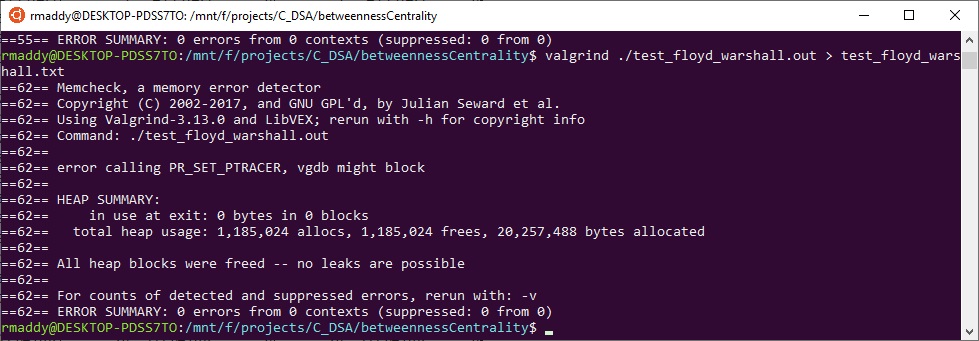 rmaddy@DESKTOP-PDSS7TO: /mnt/f/projects/C_DSA/betweennessCentrality
==55== ERROR SUMMARY: 0 errors from 0 contexts (suppressed: 0 from 0)
rmaddy@DESKTOP-PDSS7TO:/mnt/f/projects/C_DSA/betweennessCentrality$ valgrind ./test_floyd_warshall.out > test_floyd_wars
hall.txt
==62== Memcheck, a memory error detector
==62== Copyright (C) 2002-2017, and GNU GPL'd, by Julian Seward et al.
==62== Using Valgrind-3.13.0 and LibVEX; rerun with -h for copyright info
==62== Command: ./test_floyd_warshall.out
==62==
==62== error calling PR_SET_PTRACER, vgdb might block
==62==
==62== HEAP SUMMARY:
==62==     in use at exit: 0 bytes in 0 blocks
==62==   total heap usage: 1,185,024 allocs, 1,185,024 frees, 20,257,488 bytes allocated
==62==
==62== All heap blocks were freed -- no leaks are possible
==62==
==62== For counts of detected and suppressed errors, rerun with: -v
==62== ERROR SUMMARY: 0 errors from 0 contexts (suppressed: 0 from 0)
rmaddy@DESKTOP-PDSS7TO:/mnt/f/projects/C_DSA/betweennessCentrality$